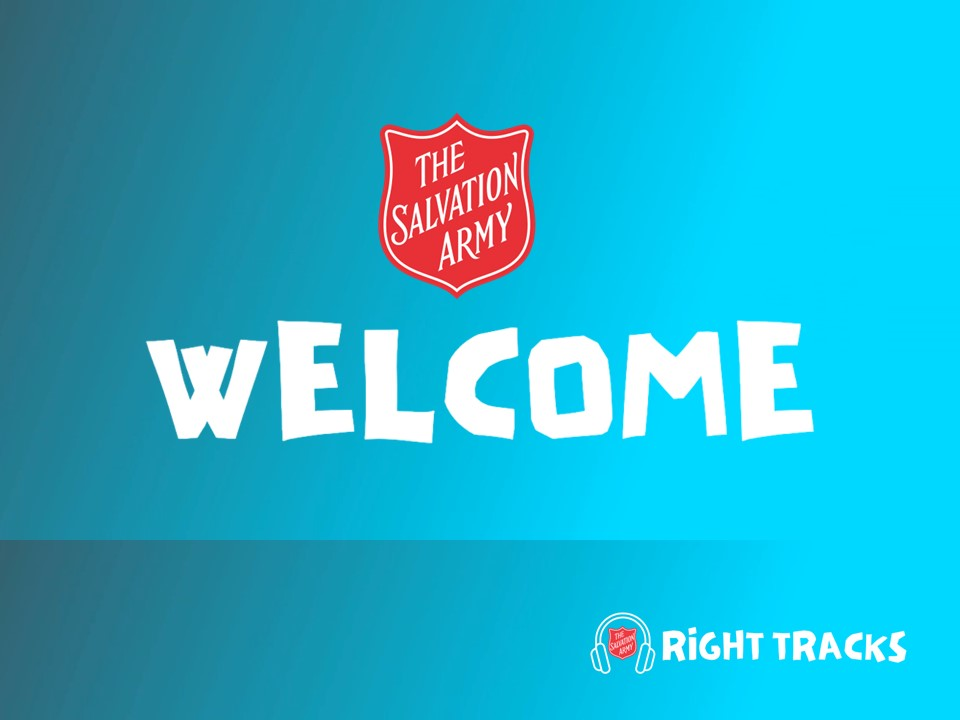 THE
SALVATION
ARMY
WELCOME
THE
SALVATION
ARMY
RiGHT TRACKS